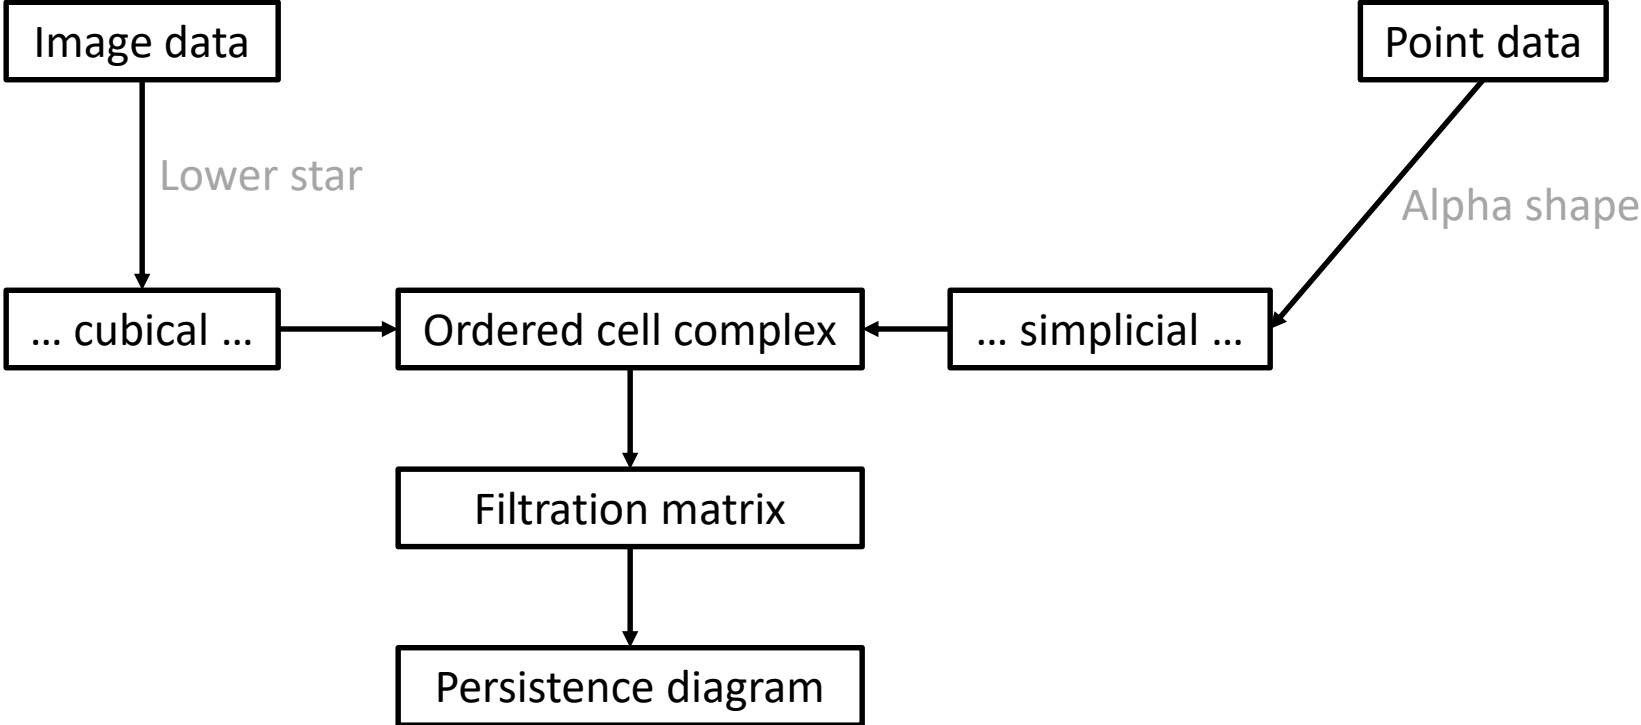 Image data
Point data
Lower star
Alpha shape
... cubical ...
Ordered cell complex
... simplicial ...
Filtration matrix
Persistence diagram